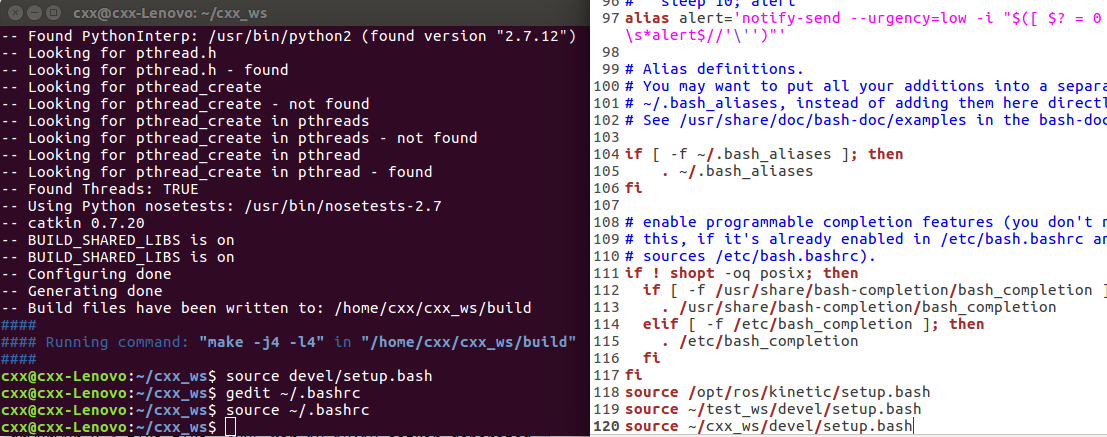 cxx@cxx-Lenovo: ~/cxx_ws
-- Found PythonInterp: /usr/bin/python2 (found version "2.7.12")
-- Looking for pthread.h
-- Looking for pthread.h - found
-- Looking for pthread_create
-- Looking for pthread_create - not found
-- Looking for pthread_create in pthreads
-- Looking for pthread_create in pthreads - not found
-- Looking for pthread_create in pthread
-- Looking for pthread_create in pthread - found
-- Found Threads: TRUE
-- Using Python nosetests: /usr/bin/nosetests-2.7
-- catkin 0.7.20
-- BUILD_SHARED_LIBS is on
-- BUILD_SHARED_LIBS is on
-- Configuring done
-- Generating done
-- Build files have been written to: /home/cxx/cxx_ws/build
####
#### Running command: "make -j4 -l4" in "/home/cxx/cxx_ws/build"
####
cxx@cxx-Lenovo:~/cxx_ws$ source devel/setup.bash
cxx@cxx-Lenovo:~/cxx_ws$ gedit ~/.bashrc
cxx@cxx-Lenovo:~/cxx_ws$ source ~/.bashrc
cxx@cxx-Lenovo:~/cxx_ws$
96 #   sleep 10; alert
97 alias alert='notify-send --urgency=low -i "$([ $? = 0
\s*alert$//'\'')"'
98
99 # Alias definitions.
100 # You may want to put all your additions into a separa
101 # ~/.bash_aliases, instead of adding them here directl
102 # See /usr/share/doc/bash-doc/examples in the bash-doc
103
104 if [ -f ~/.bash_aliases ]; then
105     . ~/.bash_aliases
106 fi
107
108 # enable programmable completion features (you don't n
109 # this, if it's already enabled in /etc/bash.bashrc an
110 # sources /etc/bash.bashrc).
111 if ! shopt -oq posix; then
112   if [ -f /usr/share/bash-completion/bash_completion ]
113     . /usr/share/bash-completion/bash_completion
114   elif [ -f /etc/bash_completion ]; then
115     . /etc/bash_completion
116   fi
117 fi
118 source /opt/ros/kinetic/setup.bash
119 source ~/test_ws/devel/setup.bash
120 source ~/cxx_ws/devel/setup.bash